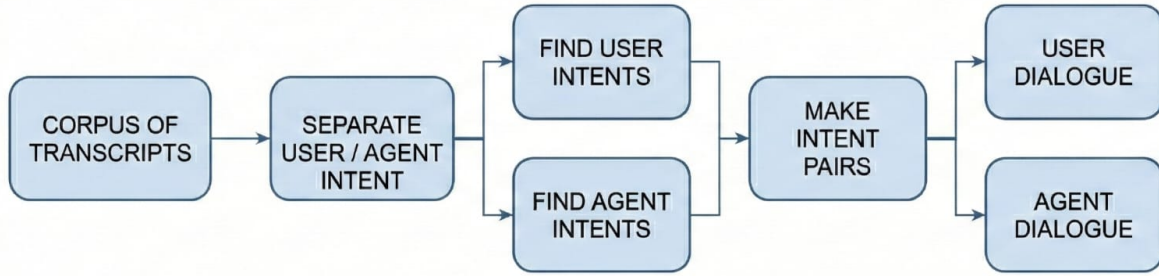 CORPUS OF
TRANSCRIPTS
SEPARATE
USER / AGENT
INTENT
FIND USER
INTENTS
FIND AGENT
INTENTS
MAKE
INTENT
PAIRS
USER
DIALOGUE
AGENT
DIALOGUE